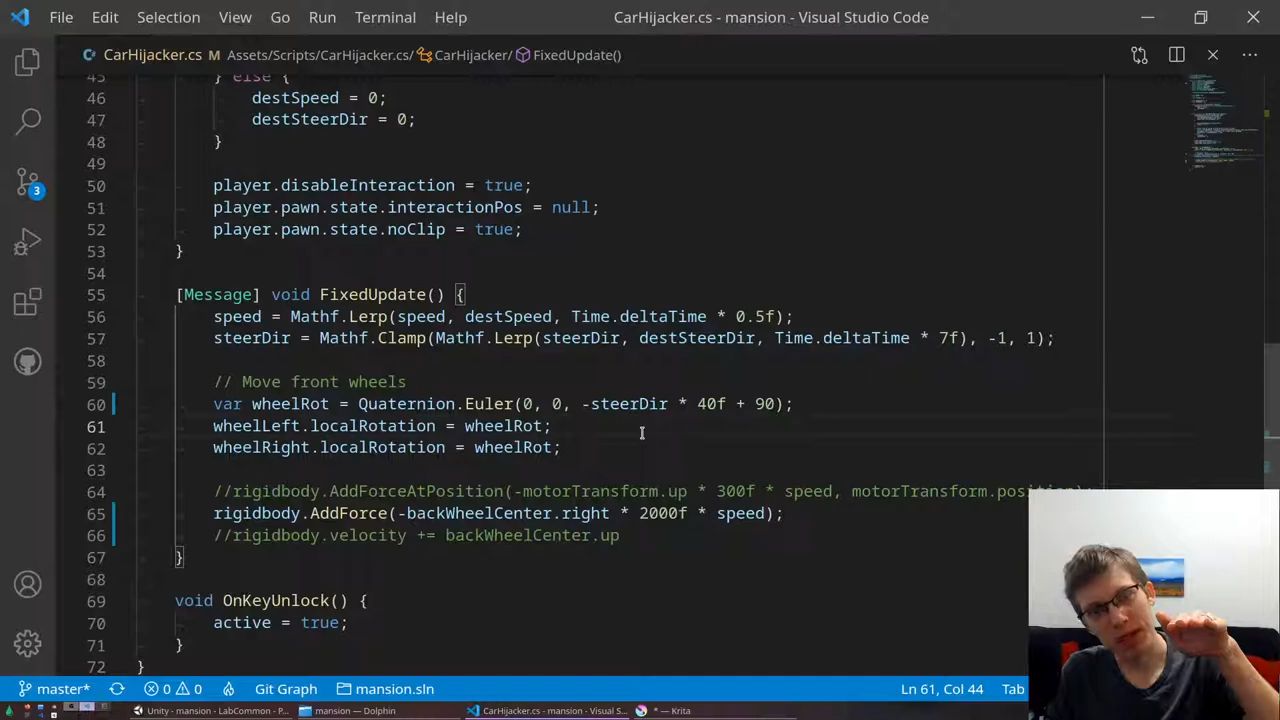 File Edit Selection View Go Run Terminal Help CarHijacker.cs - mansion - Visual Studio Code
CarHijacker.cs M Assets/Scripts/CarHijacker.cs/ CarHijacker/ FixedUpdate()
45 } else {
46 destSpeed = 0;
47 destSteerDir = 0;
48 }
49
50 player.disableInteraction = true;
51 player.pawn.state.interactionPos = null;
52 player.pawn.state.noClip = true;
53 }
54
55 [Message] void FixedUpdate() {
56 speed = Mathf.Lerp(speed, destSpeed, Time.deltaTime * 0.5f);
57 steerDir = Mathf.Clamp(Mathf.Lerp(steerDir, destSteerDir, Time.deltaTime * 7f), -1, 1);
58
59 // Move front wheels
60 var wheelRot = Quaternion.Euler(0, 0, -steerDir * 40f + 90);
61 wheelLeft.localRotation = wheelRot;
62 wheelRight.localRotation = wheelRot;
63
64 //rigidbody.AddForceAtPosition(-motorTransform.up * 300f * speed, motorTransform.position);
65 rigidbody.AddForce(-backWheelCenter.right * 2000f * speed);
66 //rigidbody.velocity += backWheelCenter.up
67 }
68
69 void OnKeyUnlock() {
70 active = true;
71 }
72 }
3
master* 0 0 Git Graph mansion.sln Ln 61, Col 44 Tab
Unity - mansion - LabCommon - P... mansion — Dolphin CarHijacker.cs - mansion - Visual S... * — Krita